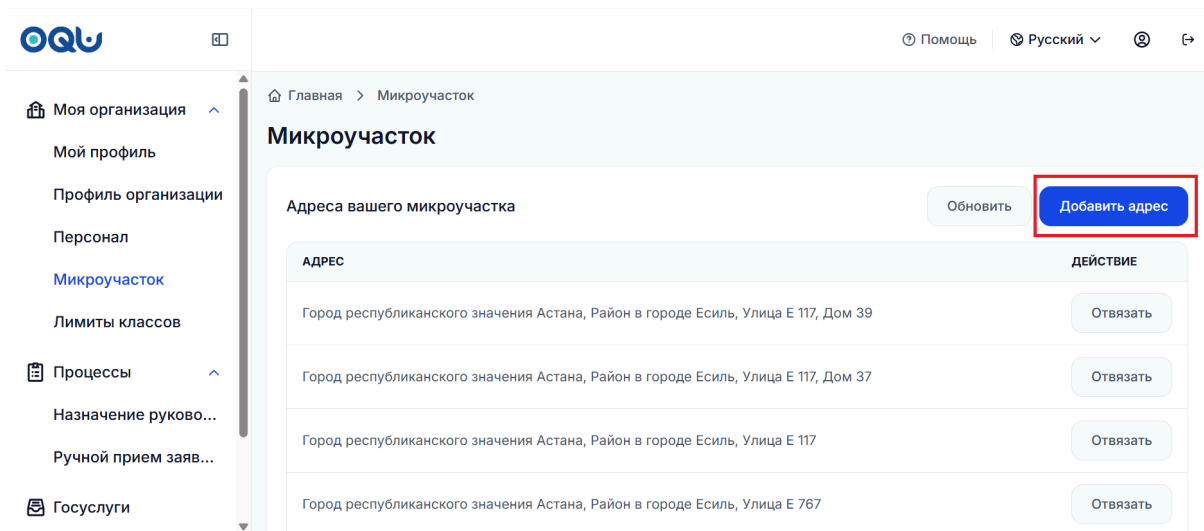 OQU
Помощь
Русский
Главная > Микроучасток
Моя организация
Мой профиль
Профиль организации
Персонал
Микроучасток
Лимиты классов
Процессы
Назначение руково...
Ручной прием заяв...
Госуслуги
Микроучасток
Адреса вашего микроучастка
Обновить
Добавить адрес
АДРЕС
ДЕЙСТВИЕ
Город республиканского значения Астана, Район в городе Есиль, Улица Е 117, Дом 39
Отвязать
Город республиканского значения Астана, Район в городе Есиль, Улица Е 117, Дом 37
Отвязать
Город республиканского значения Астана, Район в городе Есиль, Улица Е 117
Отвязать
Город республиканского значения Астана, Район в городе Есиль, Улица Е 767
Отвязать